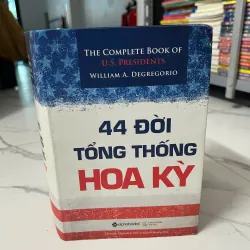 THE COMPLETE BOOK OF
U.S. PRESIDENTS
WILLIAM A. DEGREGORIO
44 ĐỜI
TỔNG THỐNG
HOA KỲ